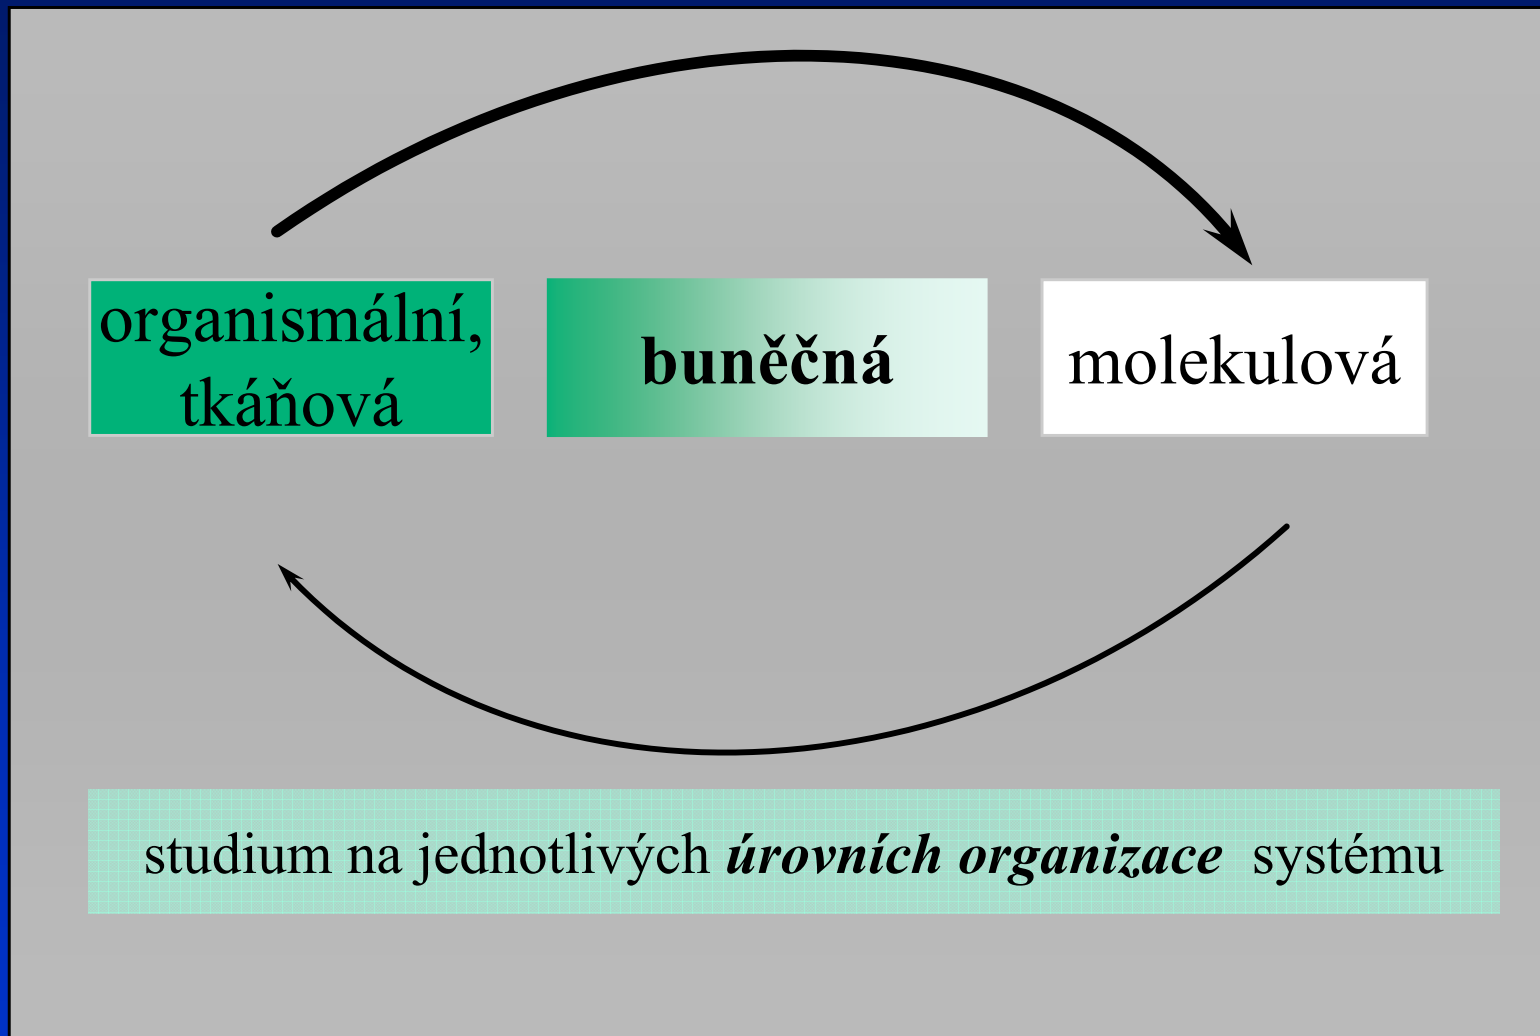 organismální,
tkáňová
buněčná
molekulová
studium na jednotlivých úrovních organizace systému